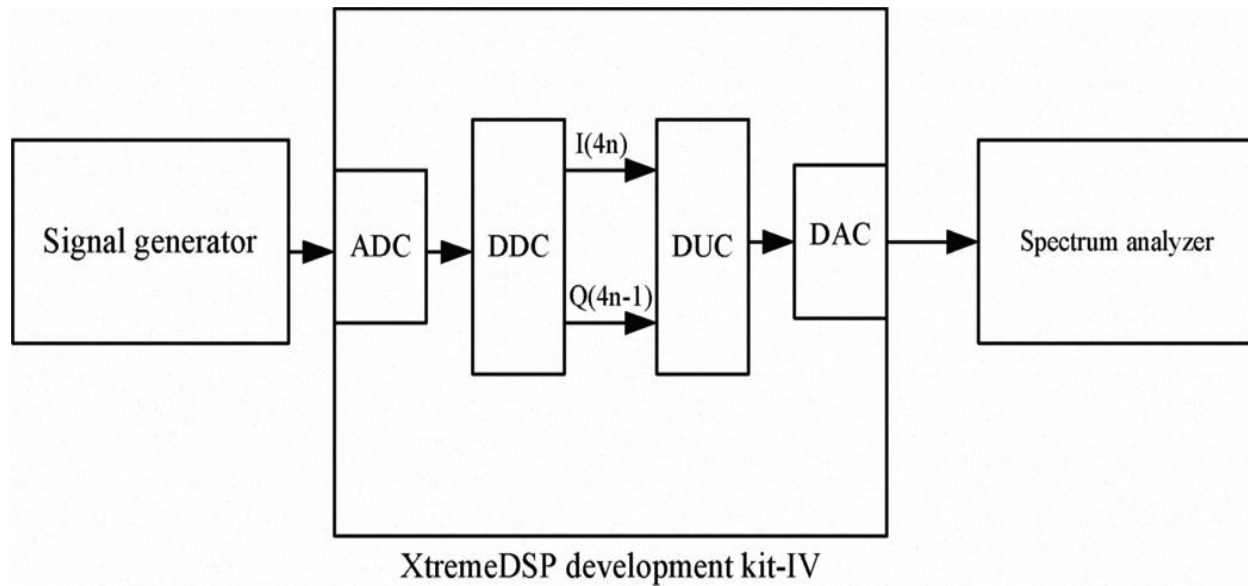 Signal generator
ADC
DDC
I(4n)
Q(4n-1)
DUC
DAC
Spectrum analyzer
XtremeDSP development kit-IV